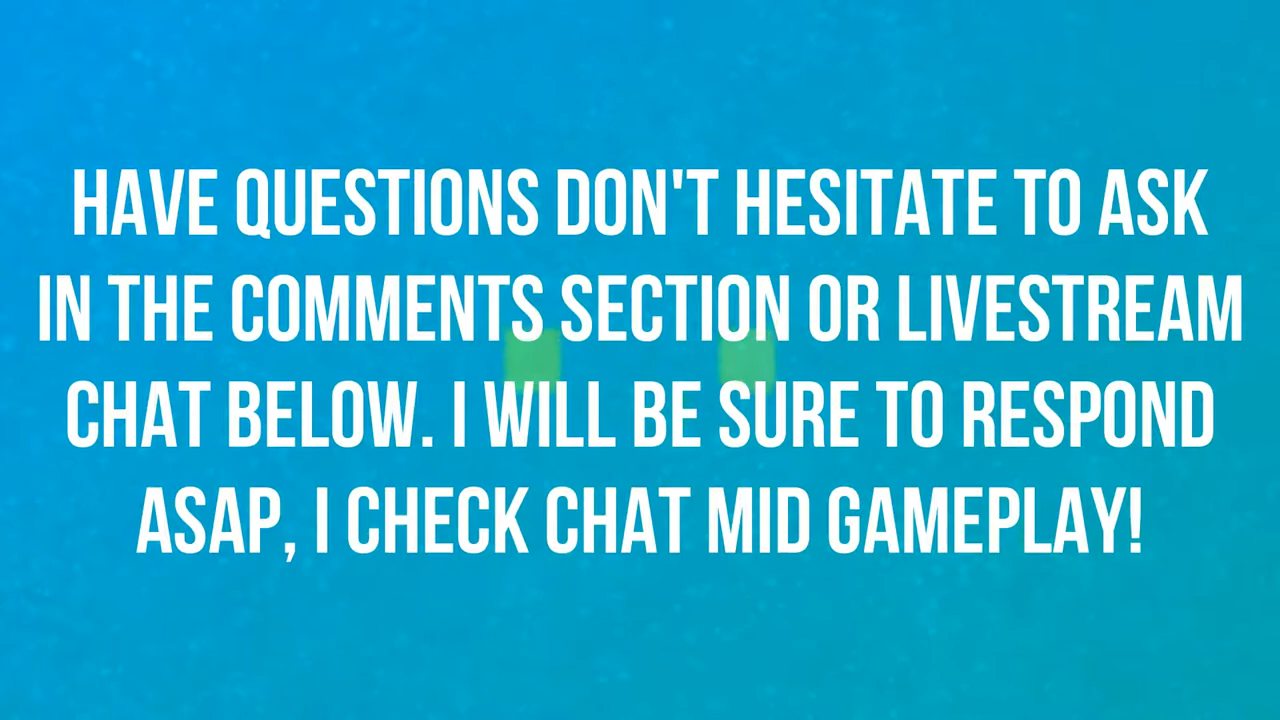 HAVE QUESTIONS DON'T HESITATE TO ASK
IN THE COMMENTS SECTION OR LIVESTREAM
CHAT BELOW. I WILL BE SURE TO RESPOND
ASAP, I CHECK CHAT MID GAMEPLAY!